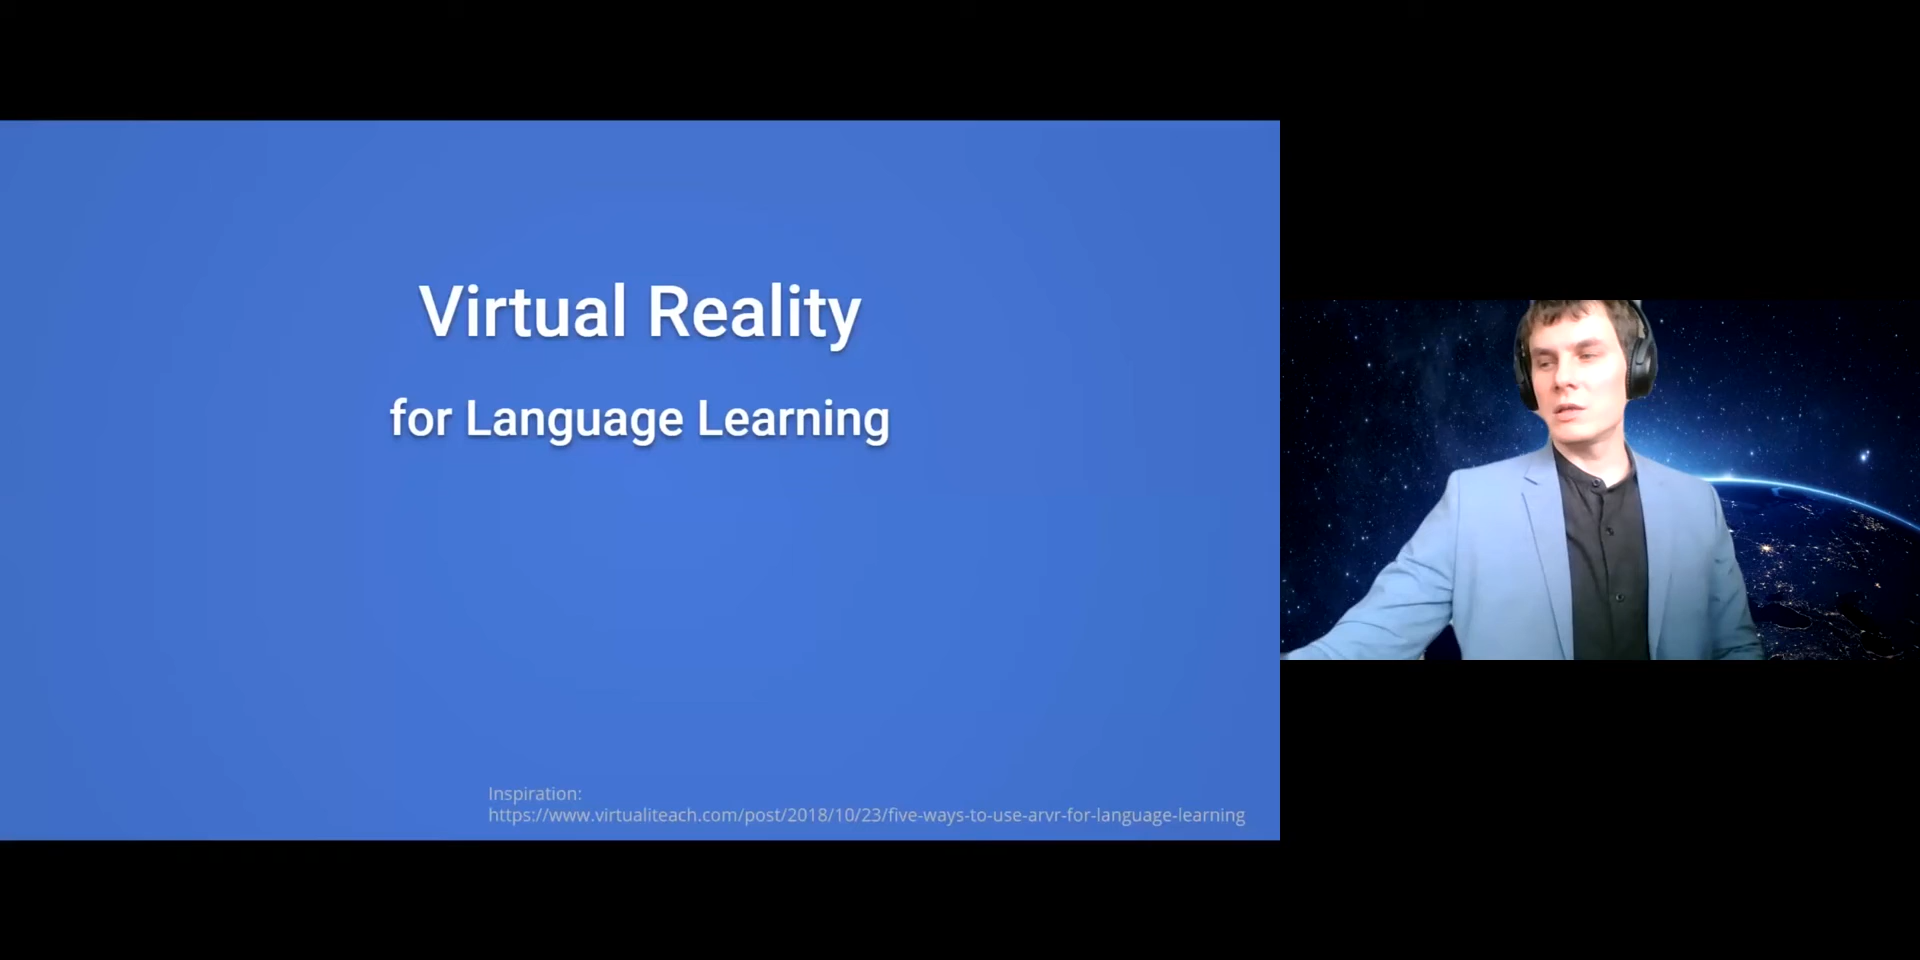 Virtual Reality
for Language Learning
Inspiration:
https://www.virtualiteach.com/post/2018/10/23/five-ways-to-use-arvr-for-language-learning